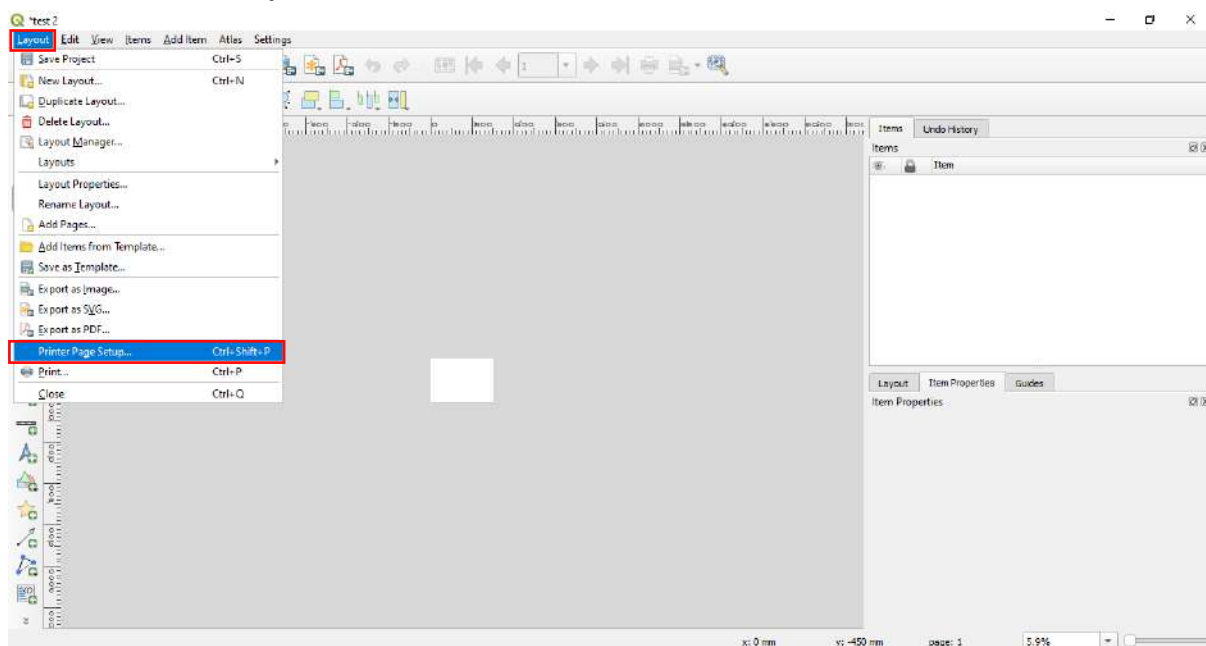 *test 2
Layout Edit View Items Add Item Atlas Settings
Save Project Ctrl+S
New Layout... Ctrl+N
Duplicate Layout...
Delete Layout...
Layout Manager...
Layouts
Layout Properties...
Rename Layout...
Add Pages...
Add Items from Template...
Save as Template...
Export as Image...
Export as SVG...
Export as PDF...
Printer Page Setup... Ctrl+Shift+P
Print... Ctrl+P
Close Ctrl+Q
1
Items Undo History
Items
Item
Layout Item Properties Guides
Item Properties
x: 0 mm y: -450 mm page: 1 5.9%